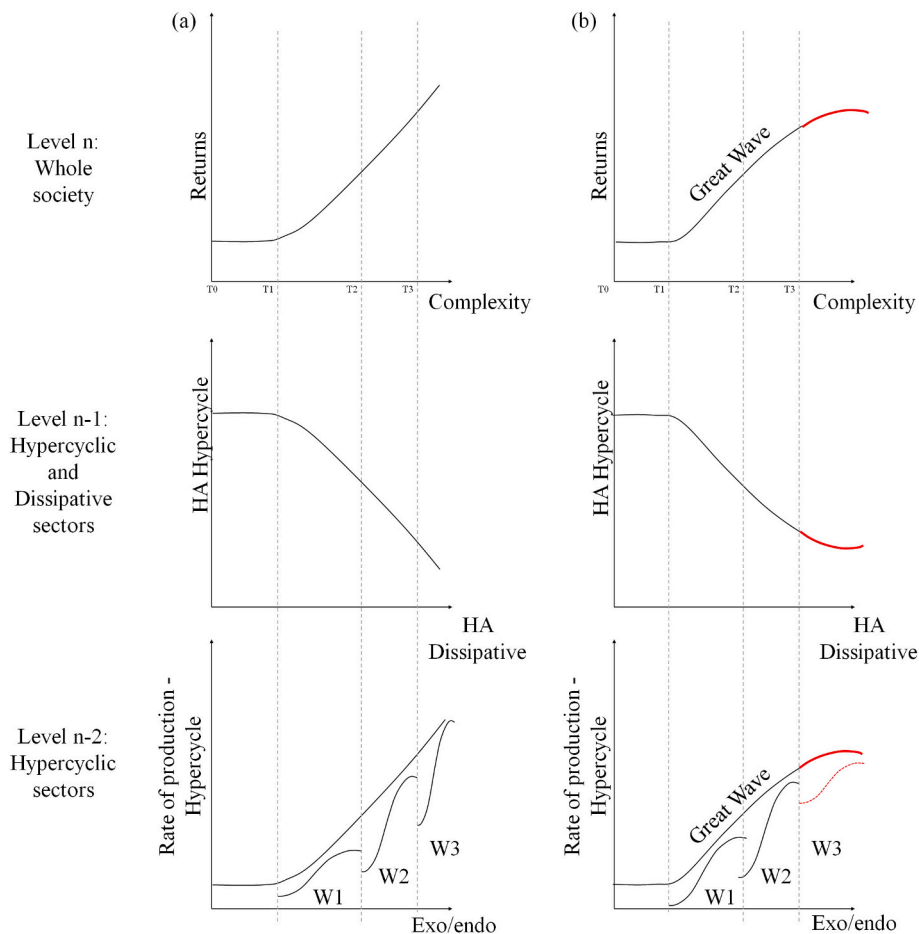 (a)
(b)
Level n:
Whole
society
Returns
T0
T1
T2
T3
Complexity
Returns
Great Wave
T0
T1
T2
T3
Complexity
Level n-1:
Hypercyclic
and
Dissipative
sectors
HA Hypercycle
HA
Dissipative
HA Hypercycle
HA
Dissipative
Level n-2:
Hypercyclic
sectors
Rate of production -
Hypercycle
W1
W2
W3
Exo/endo
Rate of production -
Hypercycle
Great Wave
W1
W2
W3
Exo/endo